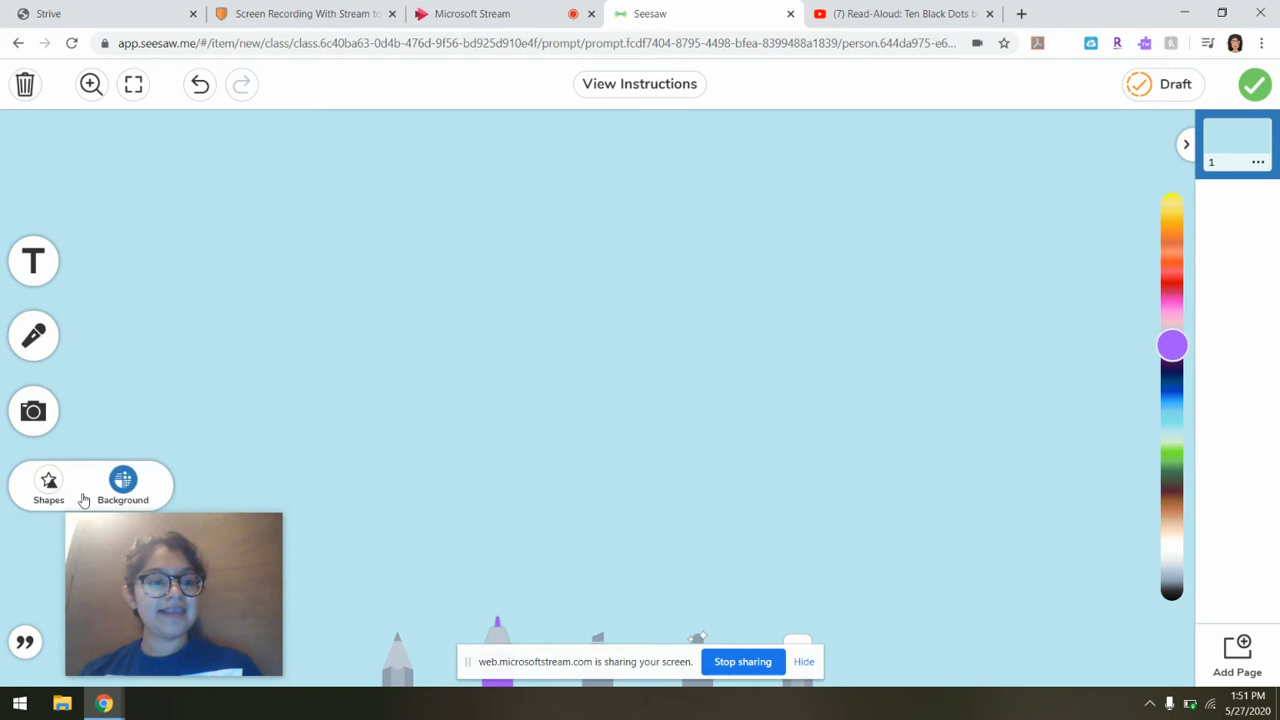 Strive
Screen Recording With Stream to
Microsoft Stream
Seesaw
(7) Read-Aloud: Ten Black Dots b
app.seesaw.me/#/item/new/class/class.6c40ba63-0d4b-476d-9f56-bd925d910e4f/prompt/prompt.fcdf7404-8795-4498-bfea-8399488a1839/person.644da975-e6...
View Instructions
Draft
1
T
Shapes
Background
web.microsoftstream.com is sharing your screen.
Stop sharing
Hide
Add Page
1:51 PM
5/27/2020